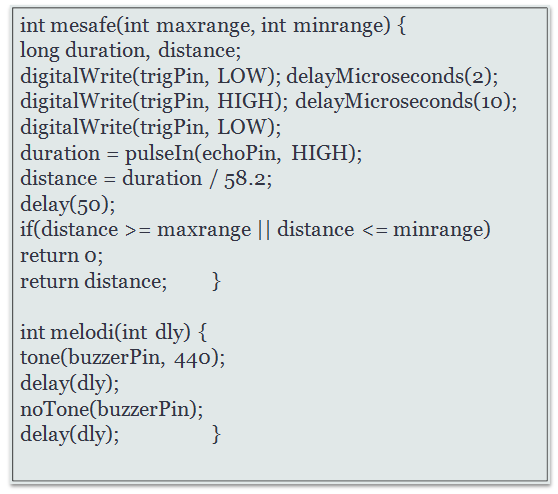 int mesafe(int maxrange, int minrange) {
long duration, distance;
digitalWrite(trigPin, LOW); delayMicroseconds(2);
digitalWrite(trigPin, HIGH); delayMicroseconds(10);
digitalWrite(trigPin, LOW);
duration = pulseIn(echoPin, HIGH);
distance = duration / 58.2;
delay(50);
if(distance >= maxrange || distance <= minrange)
return 0;
return distance; }

int melodi(int dly) {
tone(buzzerPin, 440);
delay(dly);
noTone(buzzerPin);
delay(dly); }